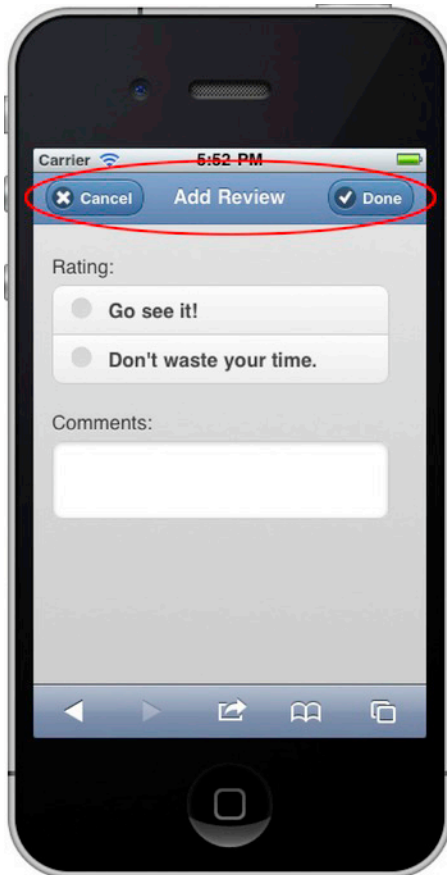 Carrier 5:52 PM
Cancel Add Review Done
Rating:
Go see it!
Don't waste your time.
Comments: